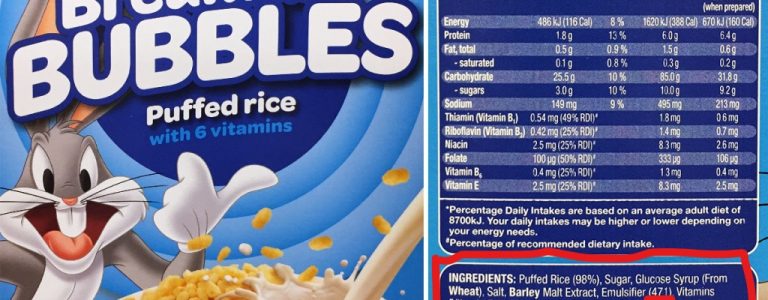 BUBBLES
Puffed rice
with 6 vitamins
(when prepared)
Energy 486 kJ (116 Cal) 8 % 1620 kJ (388 Cal) 670 kJ (160 Cal)
Protein 1.8 g 13 % 6.0 g 6.4 g
Fat, total 0.5 g 0.9 % 1.5 g 0.6 g
- saturated 0.1 g 0.8 % 0.3 g 0.2 g
Carbohydrate 25.5 g 10 % 85.0 g 31.8 g
- sugars 3.0 g 10 % 10.0 g 9.2 g
Sodium 149 mg 9 % 495 mg 213 mg
Thiamin (Vitamin B₁) 0.54 mg (49% RDI)# 1.8 mg 0.6 mg
Riboflavin (Vitamin B₂) 0.42 mg (25% RDI)# 1.4 mg 0.7 mg
Niacin 2.5 mg (25% RDI)# 8.3 mg 2.6 mg
Folate 100 µg (50% RDI)# 333 µg 106 µg
Vitamin B₆ 0.4 mg (25% RDI)# 1.3 mg 0.4 mg
Vitamin E 2.5 mg (25% RDI)# 8.3 mg 2.5 mg
*Percentage Daily Intakes are based on an average adult diet of
8700kJ. Your daily intakes may be higher or lower depending on
your energy needs.
#Percentage of recommended dietary intake.
INGREDIENTS: Puffed Rice (98%), Sugar, Glucose Syrup (From
Wheat), Salt, Barley Malt Extract, Emulsifier (471), Vitamins